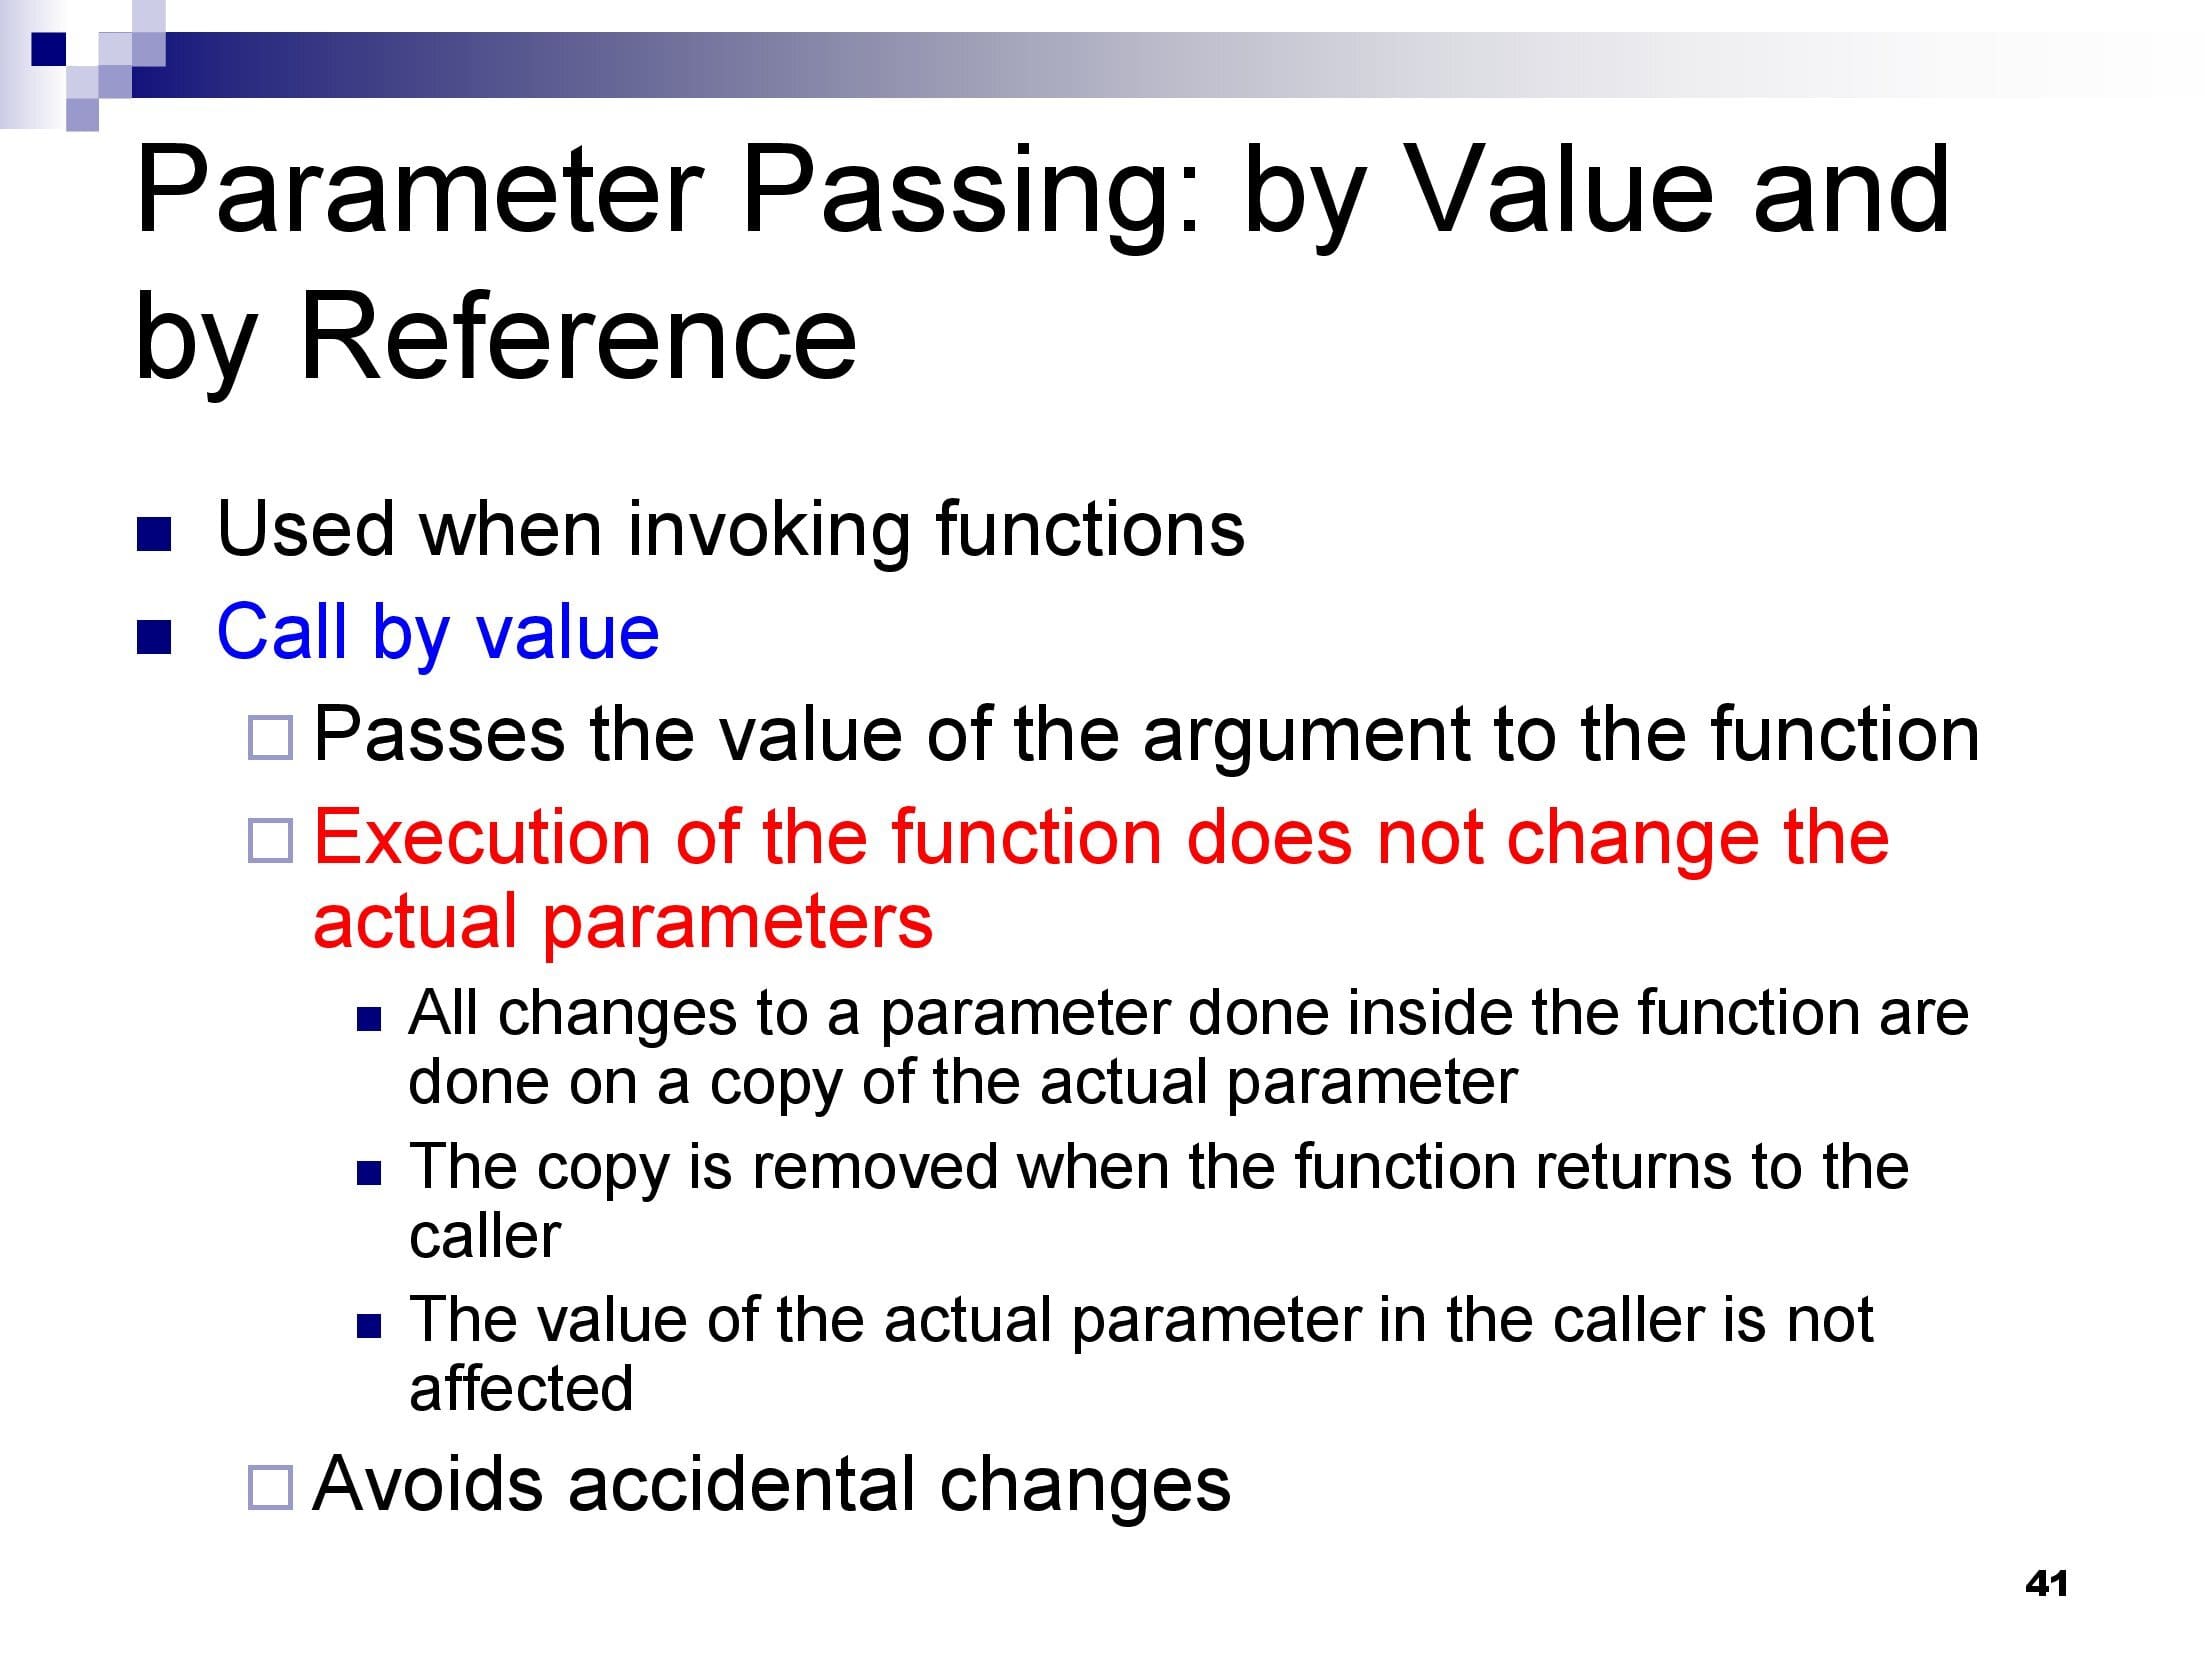 Parameter Passing: by Value and
by Reference
Used when invoking functions
Call by value
Passes the value of the argument to the function
Execution of the function does not change the
actual parameters
All changes to a parameter done inside the function are
done on a copy of the actual parameter
The copy is removed when the function returns to the
caller
The value of the actual parameter in the caller is not
affected
Avoids accidental changes
41